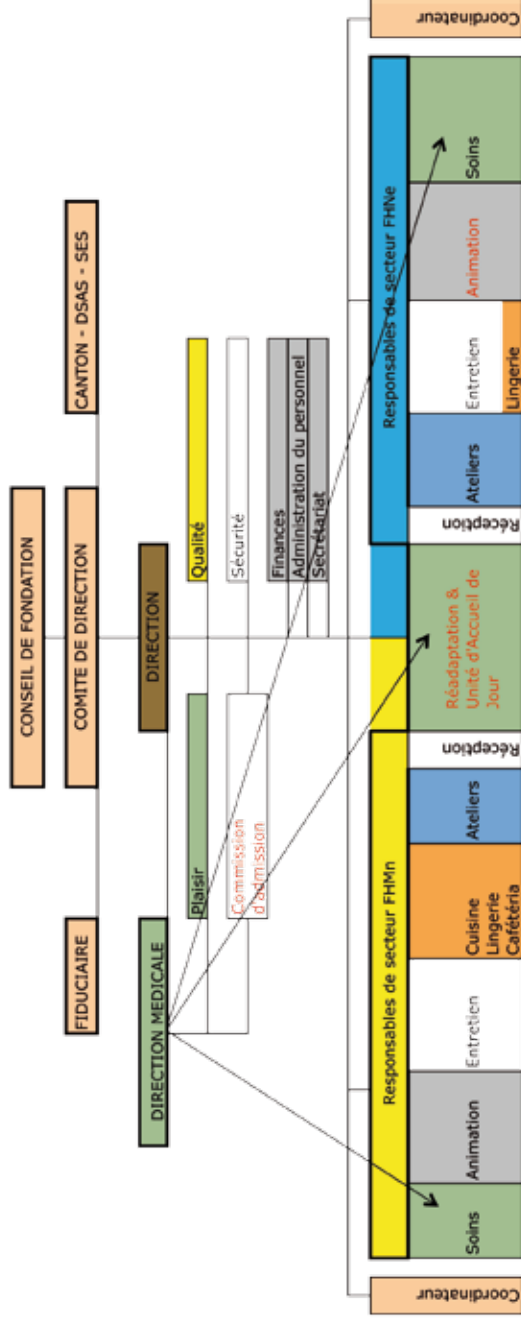 CONSEIL DE FONDATION
FIDUCIAIRE
COMITE DE DIRECTION
CANTON - DSAS - SES
DIRECTION MEDICALE
DIRECTION
Plaisir
Qualité
Commission
d'admission
Sécurité
Finances
Administration du personnel
Secrétariat
Coordinateur
Responsables de secteur FHMn
Responsables de secteur FHNe
Coordinateur
Soins
Animation
Entretien
Cuisine
Lingerie
Cafétéria
Ateliers
Réception
Réadaptation &
Unité d'Accueil de
Jour
Réception
Ateliers
Entretien
Lingerie
Animation
Soins